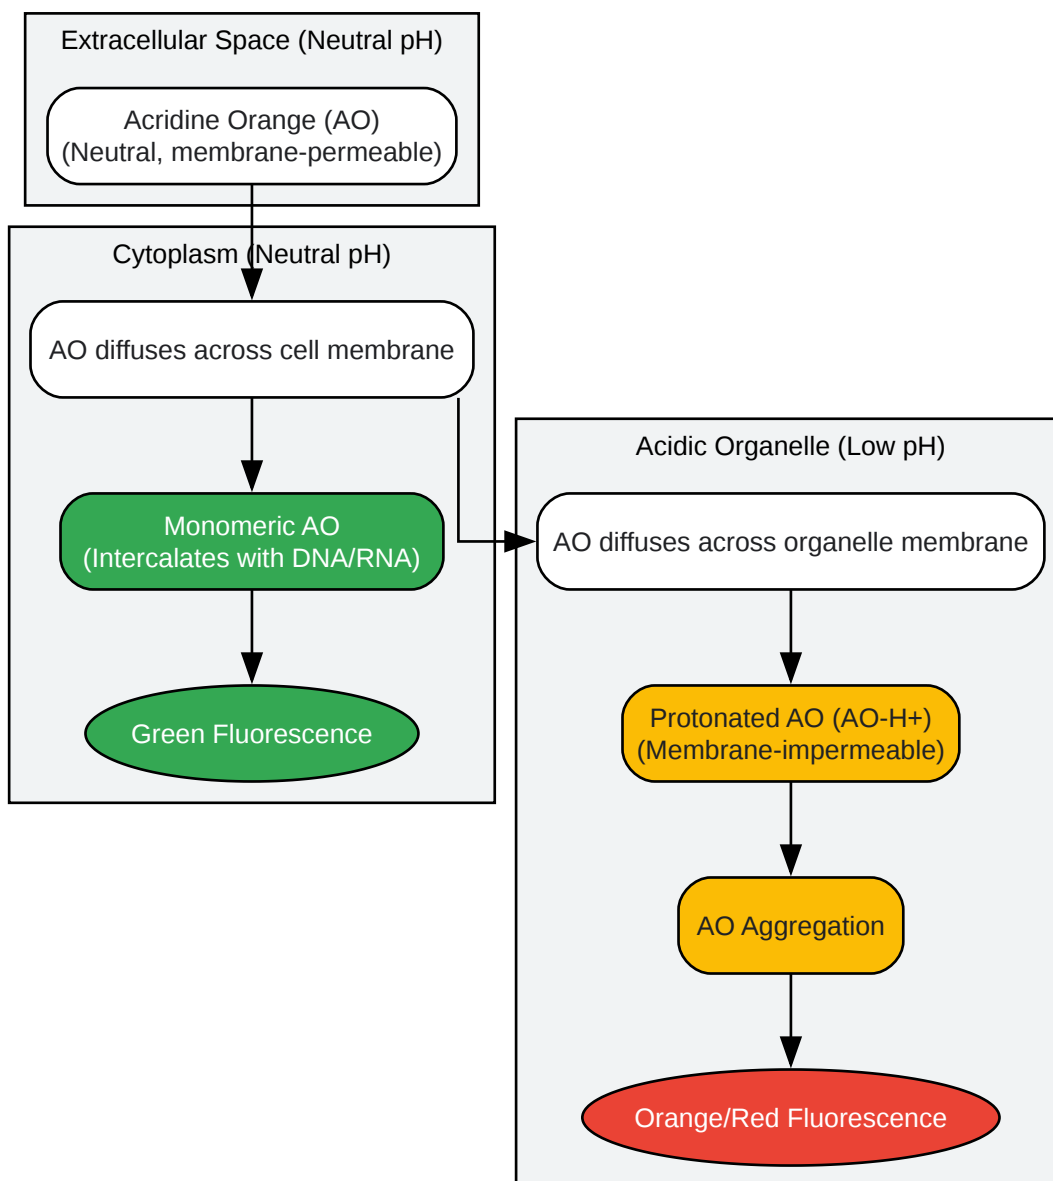 Extracellular Space (Neutral pH)
Acridine Orange (AO)
(Neutral, membrane-permeable)
Cytoplasm (Neutral pH)
AO diffuses across cell membrane
Monomeric AO
(Intercalates with DNA/RNA)
Green Fluorescence
Acidic Organelle (Low pH)
AO diffuses across organelle membrane
Protonated AO (AO-H+)
(Membrane-impermeable)
AO Aggregation
Orange/Red Fluorescence